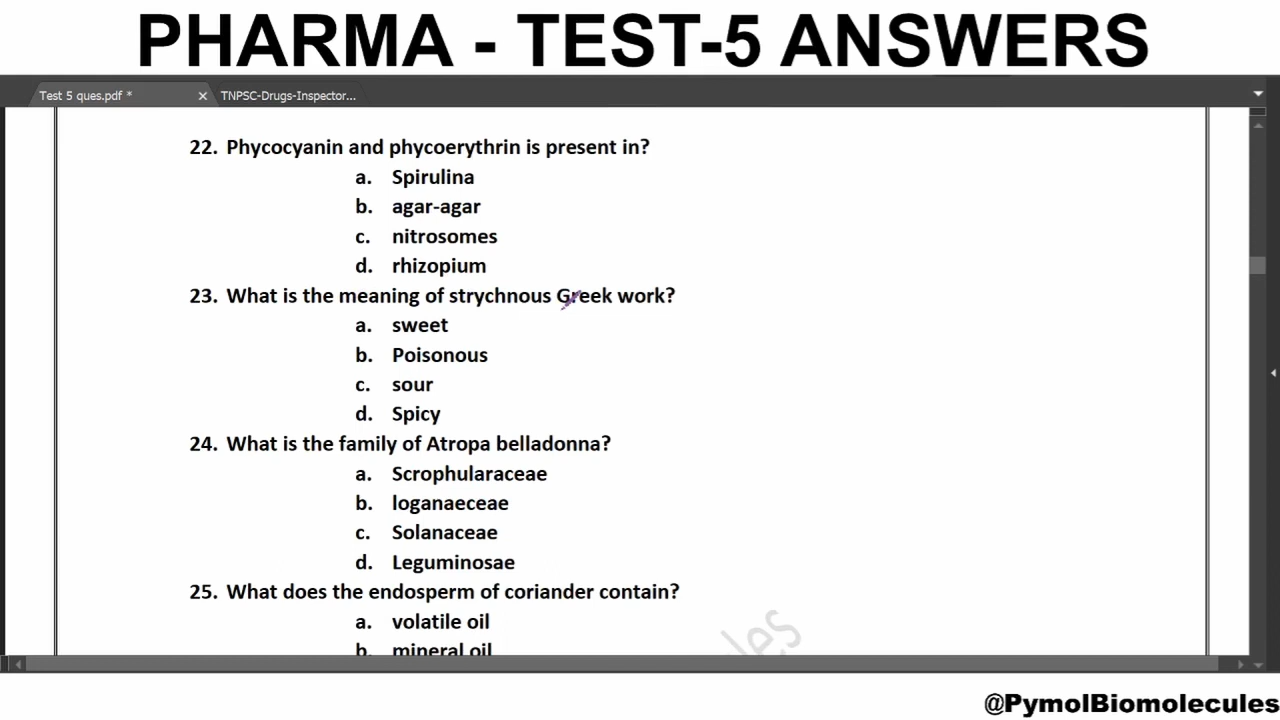 PHARMA - TEST-5 ANSWERS
Test 5 ques.pdf *
TNPSC-Drugs-Inspector...
22. Phycocyanin and phycoerythrin is present in?
a. Spirulina
b. agar-agar
c. nitrosomes
d. rhizopium
23. What is the meaning of strychnous Greek work?
a. sweet
b. Poisonous
c. sour
d. Spicy
24. What is the family of Atropa belladonna?
a. Scrophularaceae
b. loganaeceae
c. Solanaceae
d. Leguminosae
25. What does the endosperm of coriander contain?
a. volatile oil
b. mineral oil
@PymolBiomolecules